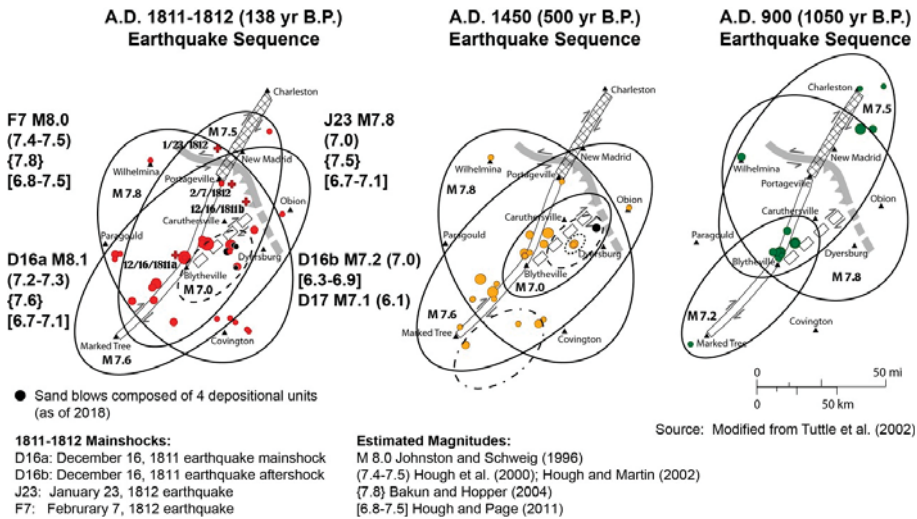 A.D. 1811-1812 (138 yr B.P.)
Earthquake Sequence
A.D. 1450 (500 yr B.P.)
Earthquake Sequence
A.D. 900 (1050 yr B.P.)
Earthquake Sequence
F7 M8.0
(7.4-7.5)
{7.8}
[6.8-7.5]
D16a M8.1
(7.2-7.3)
{7.6}
[6.7-7.1]
Charleston
M 7.5
1/23/1812
New Madrid
Wilhelmina
Portageville
M 7.8
2/7/1812
12/16/1811b
Obion
Caruthersville
Paragould
12/16/1811a
Dyersburg
Blytheville
M 7.0
Marked Tree
Covington
M 7.6
J23 M7.8
(7.0)
{7.5}
[6.7-7.1]
D16b M7.2 (7.0)
[6.3-6.9]
D17 M7.1 (6.1)
Charleston
New Madrid
Wilhelmina
Portageville
M 7.8
Obion
Caruthersville
Paragould
Dyersburg
Blytheville
M 7.0
M 7.6
Marked Tree
Covington
Charleston
M 7.5
New Madrid
Wilhelmina
Portageville
Obion
Caruthersville
Paragould
Dyersburg
Blytheville
M 7.8
M 7.2
Marked Tree
Covington
0 50 mi
0 50 km
Source: Modified from Tuttle et al. (2002)
Sand blows composed of 4 depositional units
(as of 2018)
1811-1812 Mainshocks:
D16a: December 16, 1811 earthquake mainshock
D16b: December 16, 1811 earthquake aftershock
J23: January 23, 1812 earthquake
F7: Februrary 7, 1812 earthquake
Estimated Magnitudes:
M 8.0 Johnston and Schweig (1996)
(7.4-7.5) Hough et al. (2000); Hough and Martin (2002)
{7.8} Bakun and Hopper (2004)
[6.8-7.5] Hough and Page (2011)